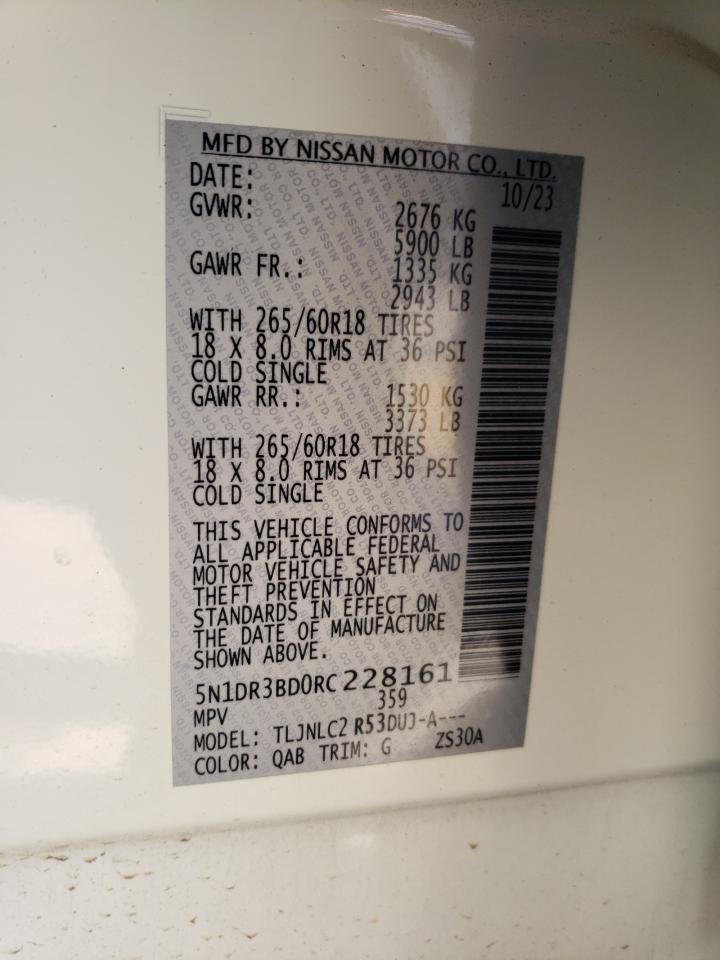 MFD BY NISSAN MOTOR CO., LTD.
DATE: 10/23
GVWR: 2676 KG
5900 LB
GAWR FR.: 1335 KG
2943 LB
WITH 265/60R18 TIRES
18 X 8.0 RIMS AT 36 PSI
COLD SINGLE
GAWR RR.: 1530 KG
3373 LB
WITH 265/60R18 TIRES
18 X 8.0 RIMS AT 36 PSI
COLD SINGLE
THIS VEHICLE CONFORMS TO
ALL APPLICABLE FEDERAL
MOTOR VEHICLE SAFETY AND
THEFT PREVENTION
STANDARDS IN EFFECT ON
THE DATE OF MANUFACTURE
SHOWN ABOVE.
5N1DR3BD0RC228161
MPV 359
MODEL: TLJNLC2 R53DUJ-A---
COLOR: QAB TRIM: G ZS30A